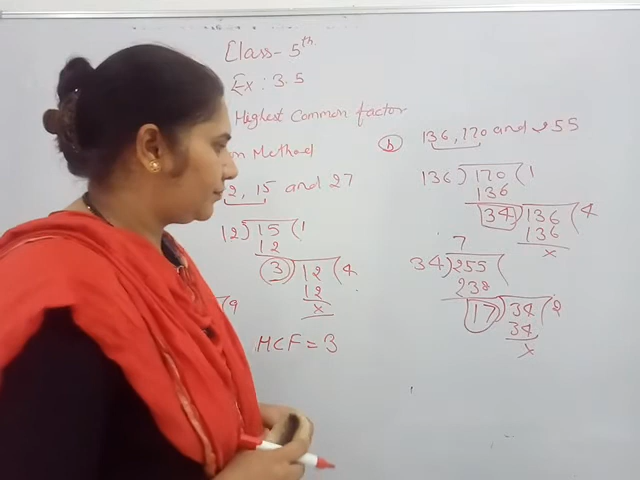 Class - 5th
Ex : 3.5
Highest Common factor
Method
2, 15 and 27
12) 15 (1
12
3) 12 (4
12
x
9
HCF = 3
(b) 136, 170 and 255
136) 170 (1
136
34) 136 (4
136
x
7
34) 255 (
238
17) 34 (2
34
x